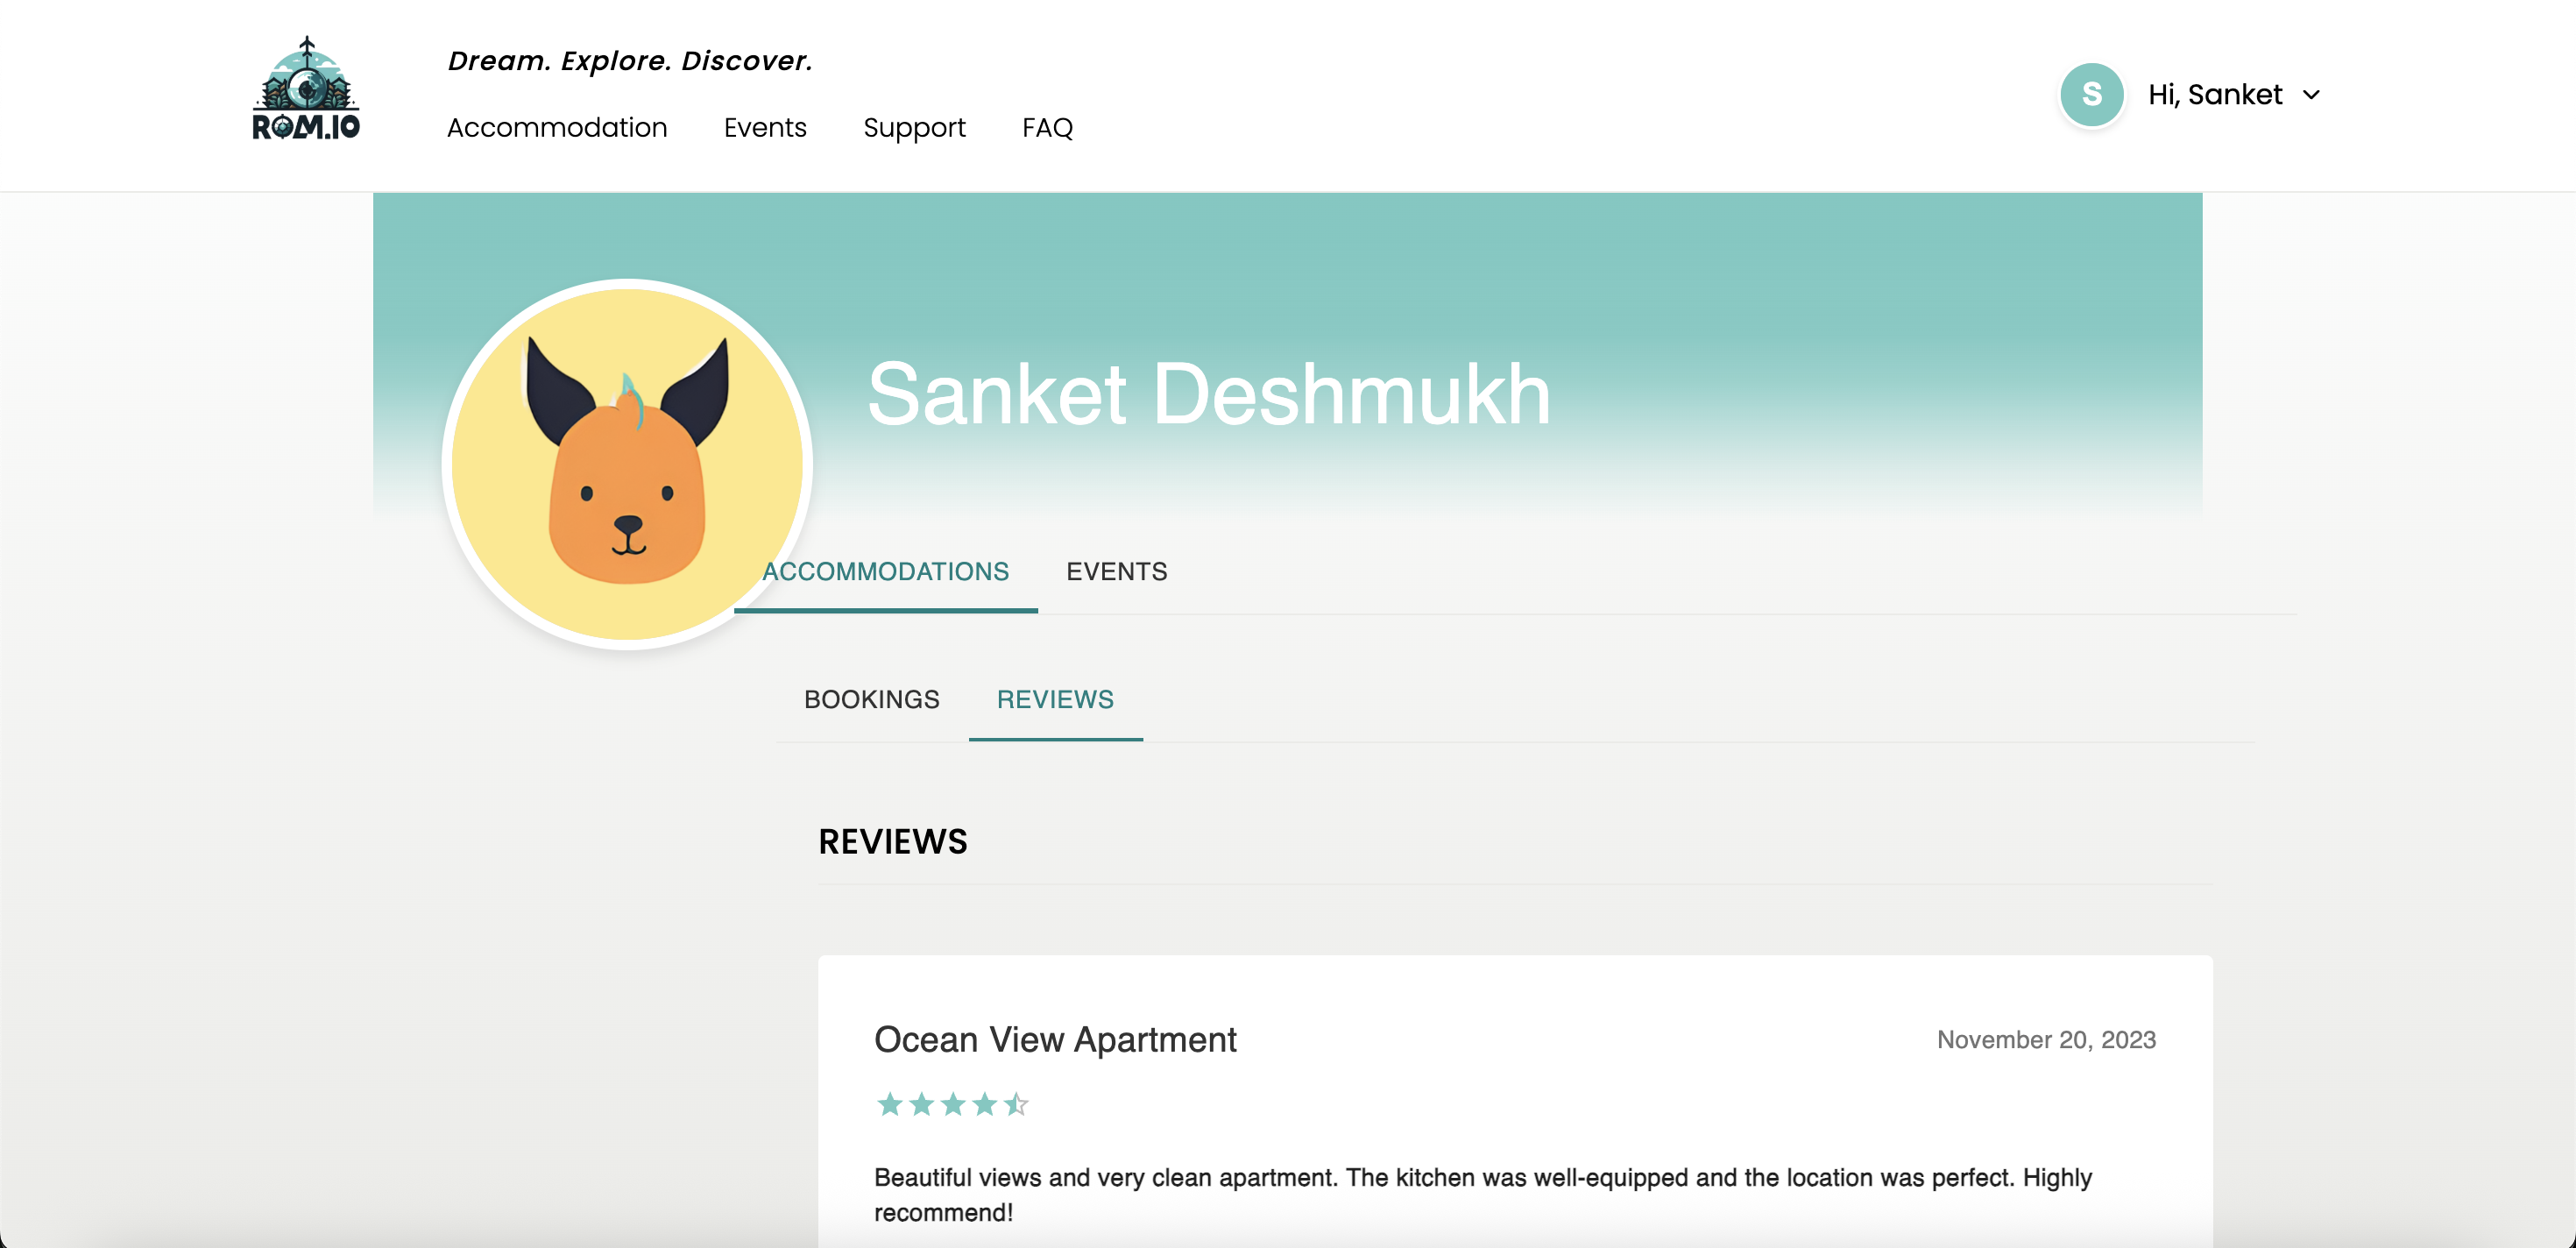 ROM.IO
Dream. Explore. Discover.
Accommodation Events Support FAQ
S Hi, Sanket
Sanket Deshmukh
ACCOMMODATIONS EVENTS
BOOKINGS REVIEWS
REVIEWS
Ocean View Apartment November 20, 2023
Beautiful views and very clean apartment. The kitchen was well-equipped and the location was perfect. Highly
recommend!